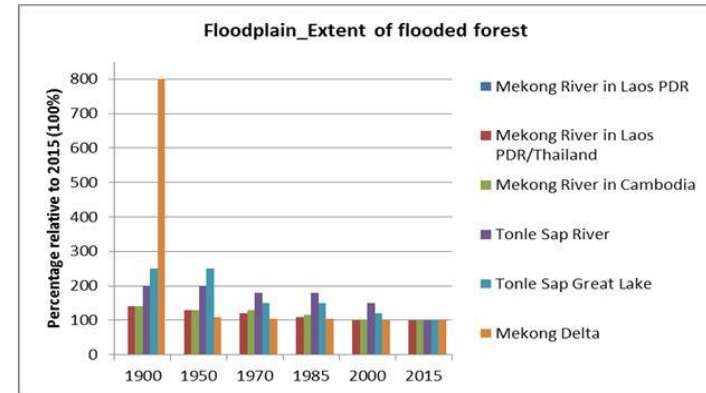 Floodplain_Extent of flooded forest
Percentage relative to 2015 (100%)
800
700
600
500
400
300
200
100
0
1900 1950 1970 1985 2000 2015
Mekong River in Laos PDR
Mekong River in Laos
PDR/Thailand
Mekong River in Cambodia
Tonle Sap River
Tonle Sap Great Lake
Mekong Delta